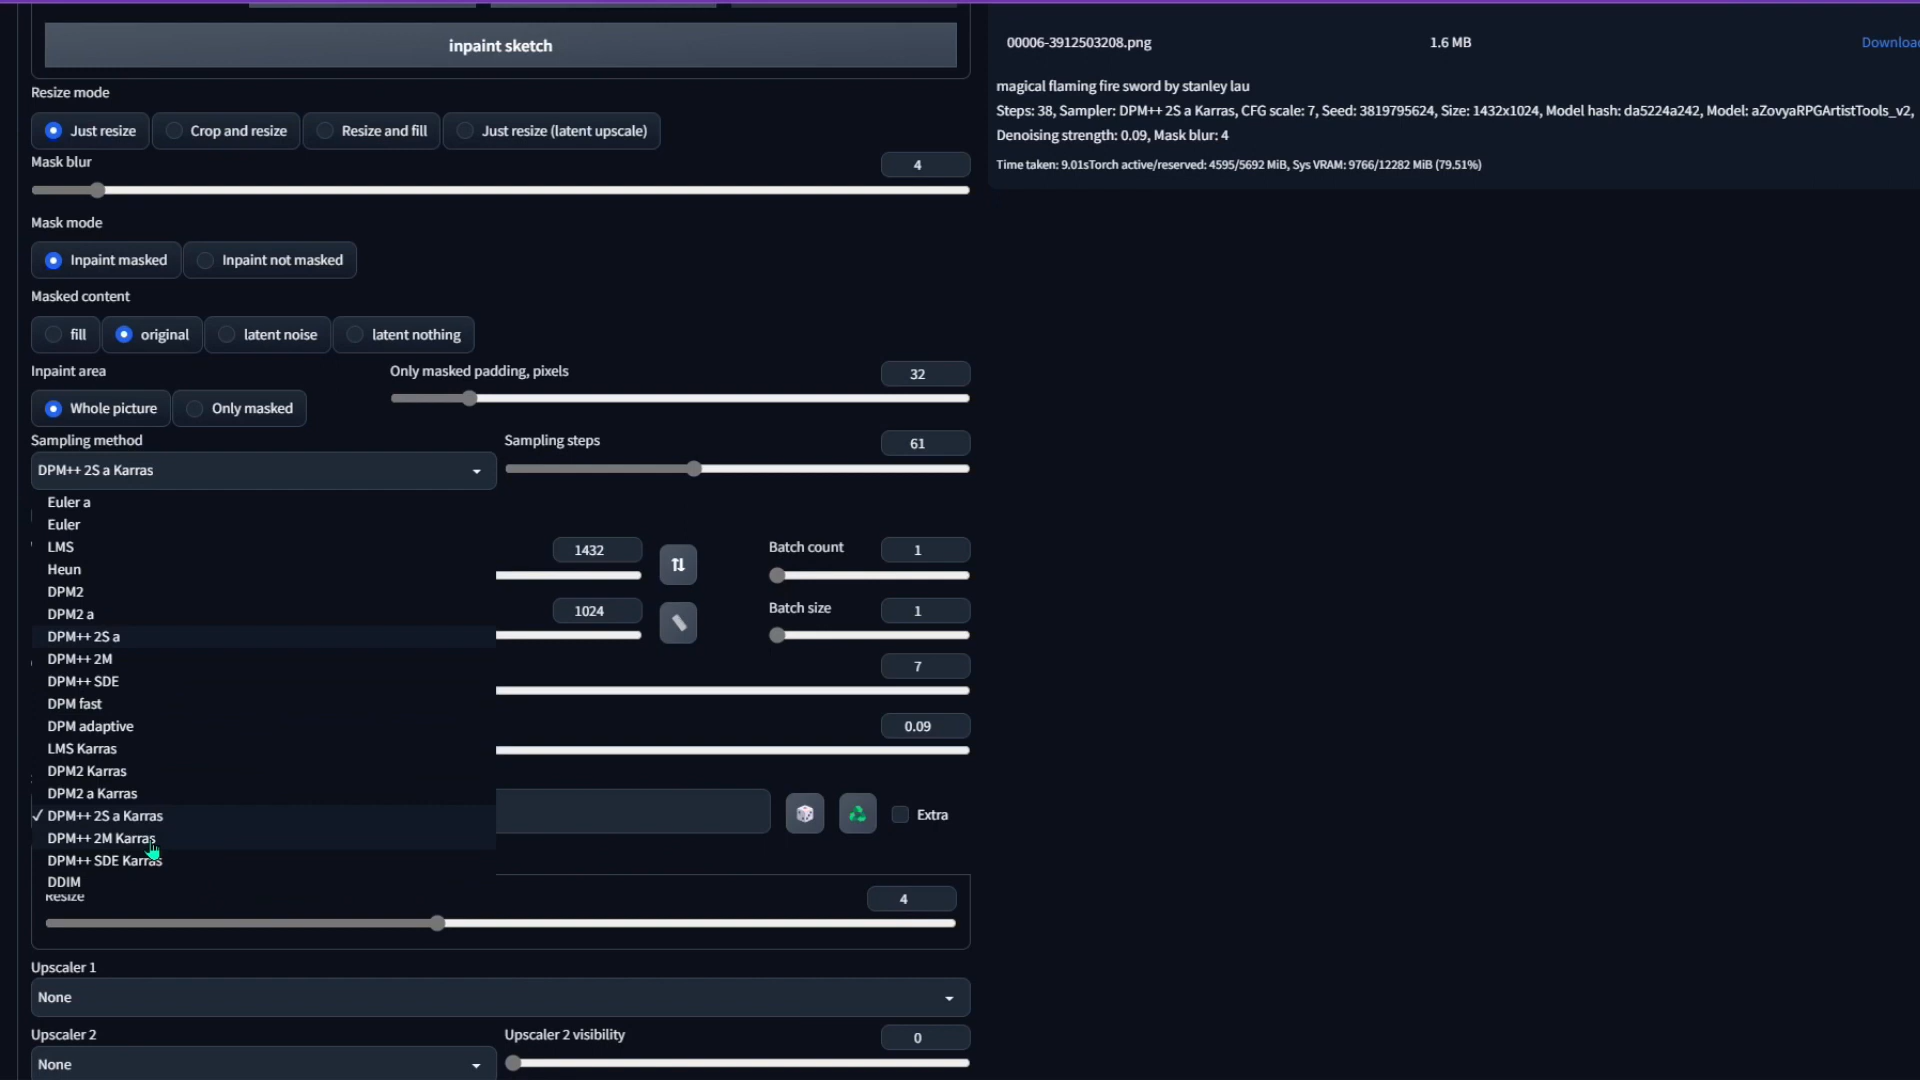 inpaint sketch
Resize mode
Just resize
Crop and resize
Resize and fill
Just resize (latent upscale)
Mask blur
4
Mask mode
Inpaint masked
Inpaint not masked
Masked content
fill
original
latent noise
latent nothing
Inpaint area
Only masked padding, pixels
32
Whole picture
Only masked
Sampling method
Sampling steps
61
DPM++ 2S a Karras
Euler a
Euler
LMS
Heun
DPM2
DPM2 a
DPM++ 2S a
DPM++ 2M
DPM++ SDE
DPM fast
DPM adaptive
LMS Karras
DPM2 Karras
DPM2 a Karras
✓ DPM++ 2S a Karras
DPM++ 2M Karras
DPM++ SDE Karras
DDIM
1432
Batch count
1
1024
Batch size
1
7
0.09
Extra
Resize
4
Upscaler 1
None
Upscaler 2
Upscaler 2 visibility
0
None
00006-3912503208.png
1.6 MB
Download
magical flaming fire sword by stanley lau
Steps: 38, Sampler: DPM++ 2S a Karras, CFG scale: 7, Seed: 3819795624, Size: 1432x1024, Model hash: da5224a242, Model: aZovyaRPGArtistTools_v2,
Denoising strength: 0.09, Mask blur: 4
Time taken: 9.01sTorch active/reserved: 4595/5692 MiB, Sys VRAM: 9766/12282 MiB (79.51%)